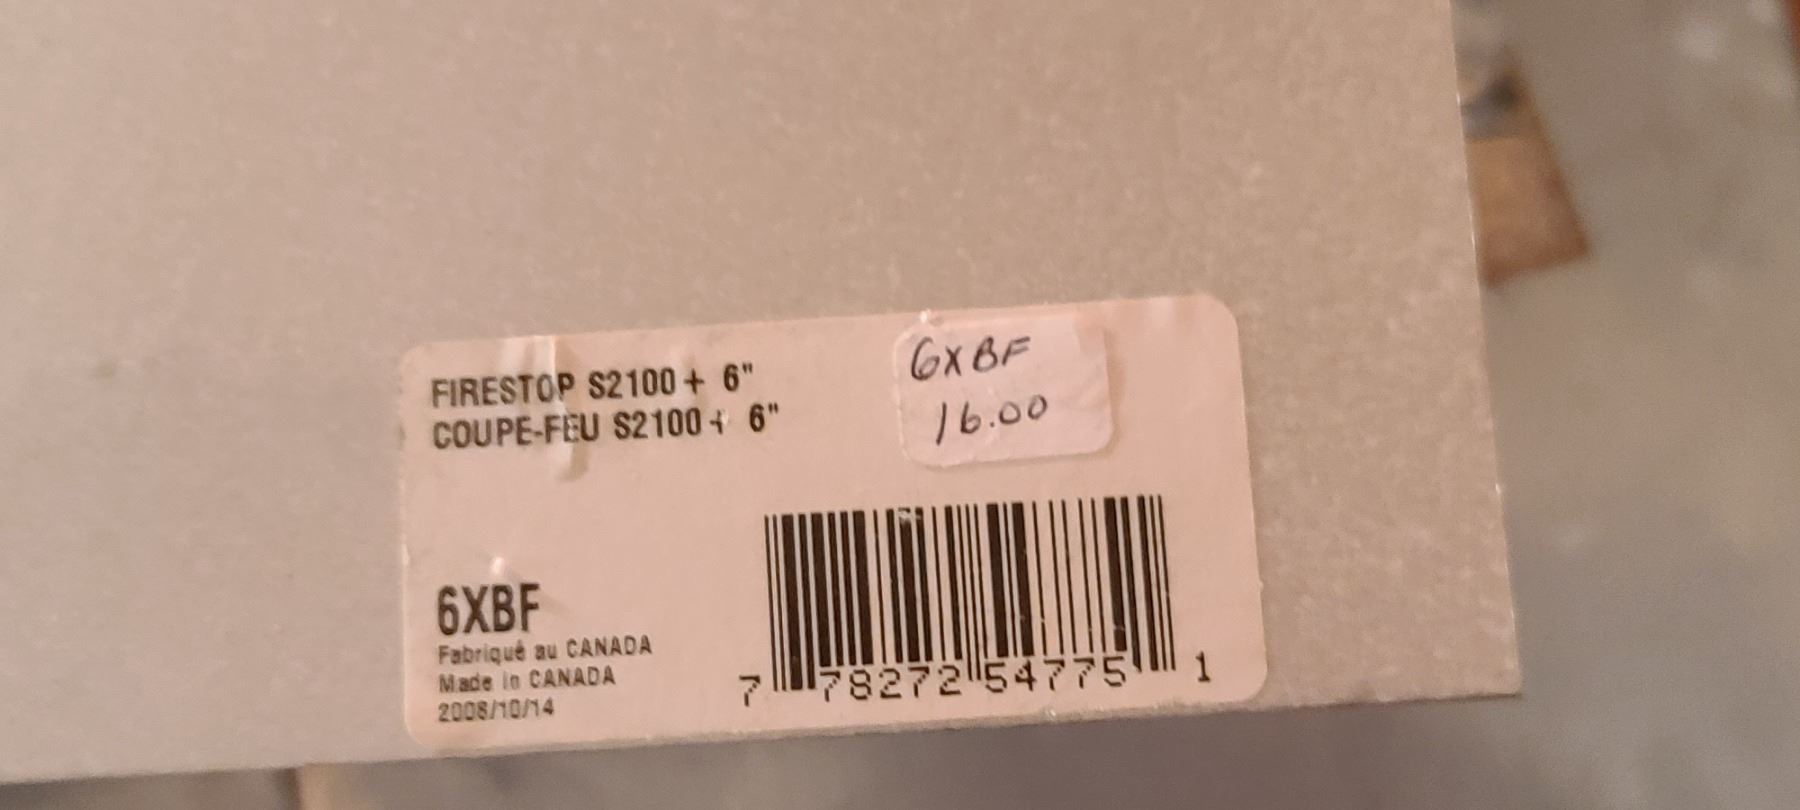 FIRESTOP S2100+ 6"
COUPE-FEU S2100+ 6"
6XBF
16.00
6XBF
Fabriqué au CANADA
Made in CANADA
2008/10/14
7 78272 54775 1